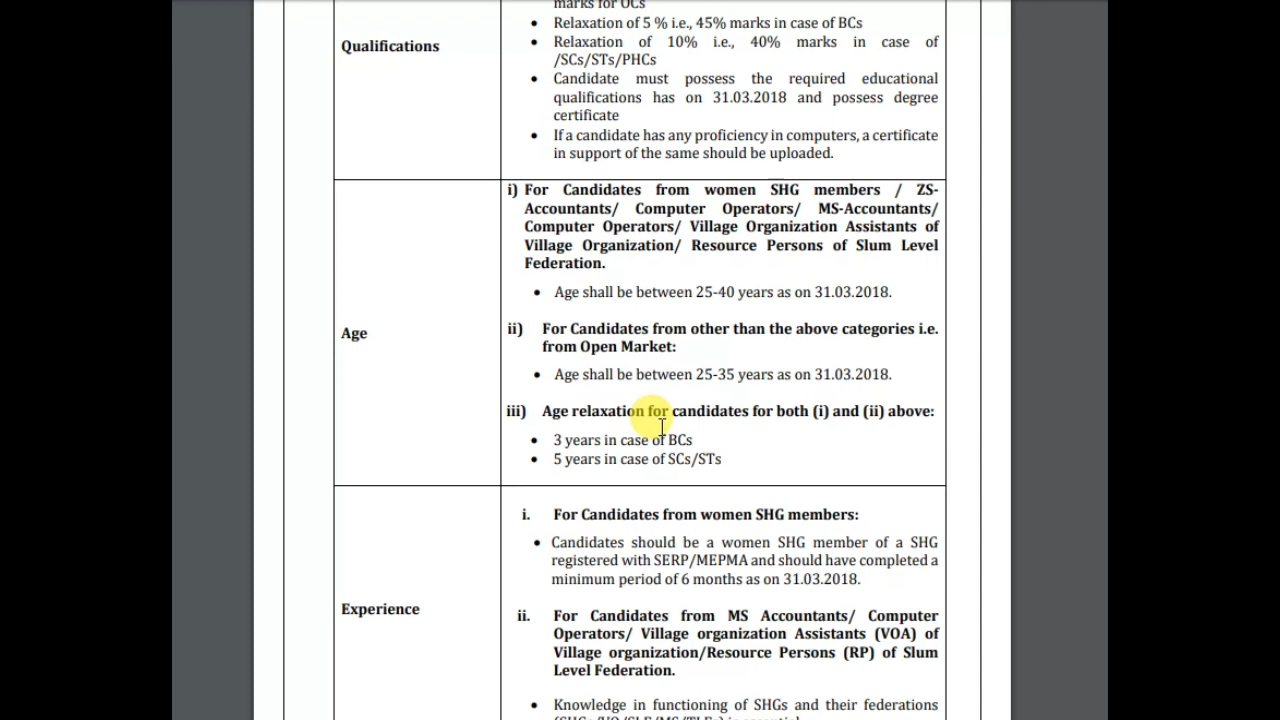 marks for OCs
Qualifications
• Relaxation of 5 % i.e., 45% marks in case of BCs
• Relaxation of 10% i.e., 40% marks in case of
/SCs/STs/PHCs
• Candidate must possess the required educational
qualifications has on 31.03.2018 and possess degree
certificate
• If a candidate has any proficiency in computers, a certificate
in support of the same should be uploaded.
Age
i) For Candidates from women SHG members / ZS-
Accountants/ Computer Operators/ MS-Accountants/
Computer Operators/ Village Organization Assistants of
Village Organization/ Resource Persons of Slum Level
Federation.
• Age shall be between 25-40 years as on 31.03.2018.
ii) For Candidates from other than the above categories i.e.
from Open Market:
• Age shall be between 25-35 years as on 31.03.2018.
iii) Age relaxation for candidates for both (i) and (ii) above:
• 3 years in case of BCs
• 5 years in case of SCs/STs
Experience
i. For Candidates from women SHG members:
• Candidates should be a women SHG member of a SHG
registered with SERP/MEPMA and should have completed a
minimum period of 6 months as on 31.03.2018.
ii. For Candidates from MS Accountants/ Computer
Operators/ Village organization Assistants (VOA) of
Village organization/Resource Persons (RP) of Slum
Level Federation.
• Knowledge in functioning of SHGs and their federations